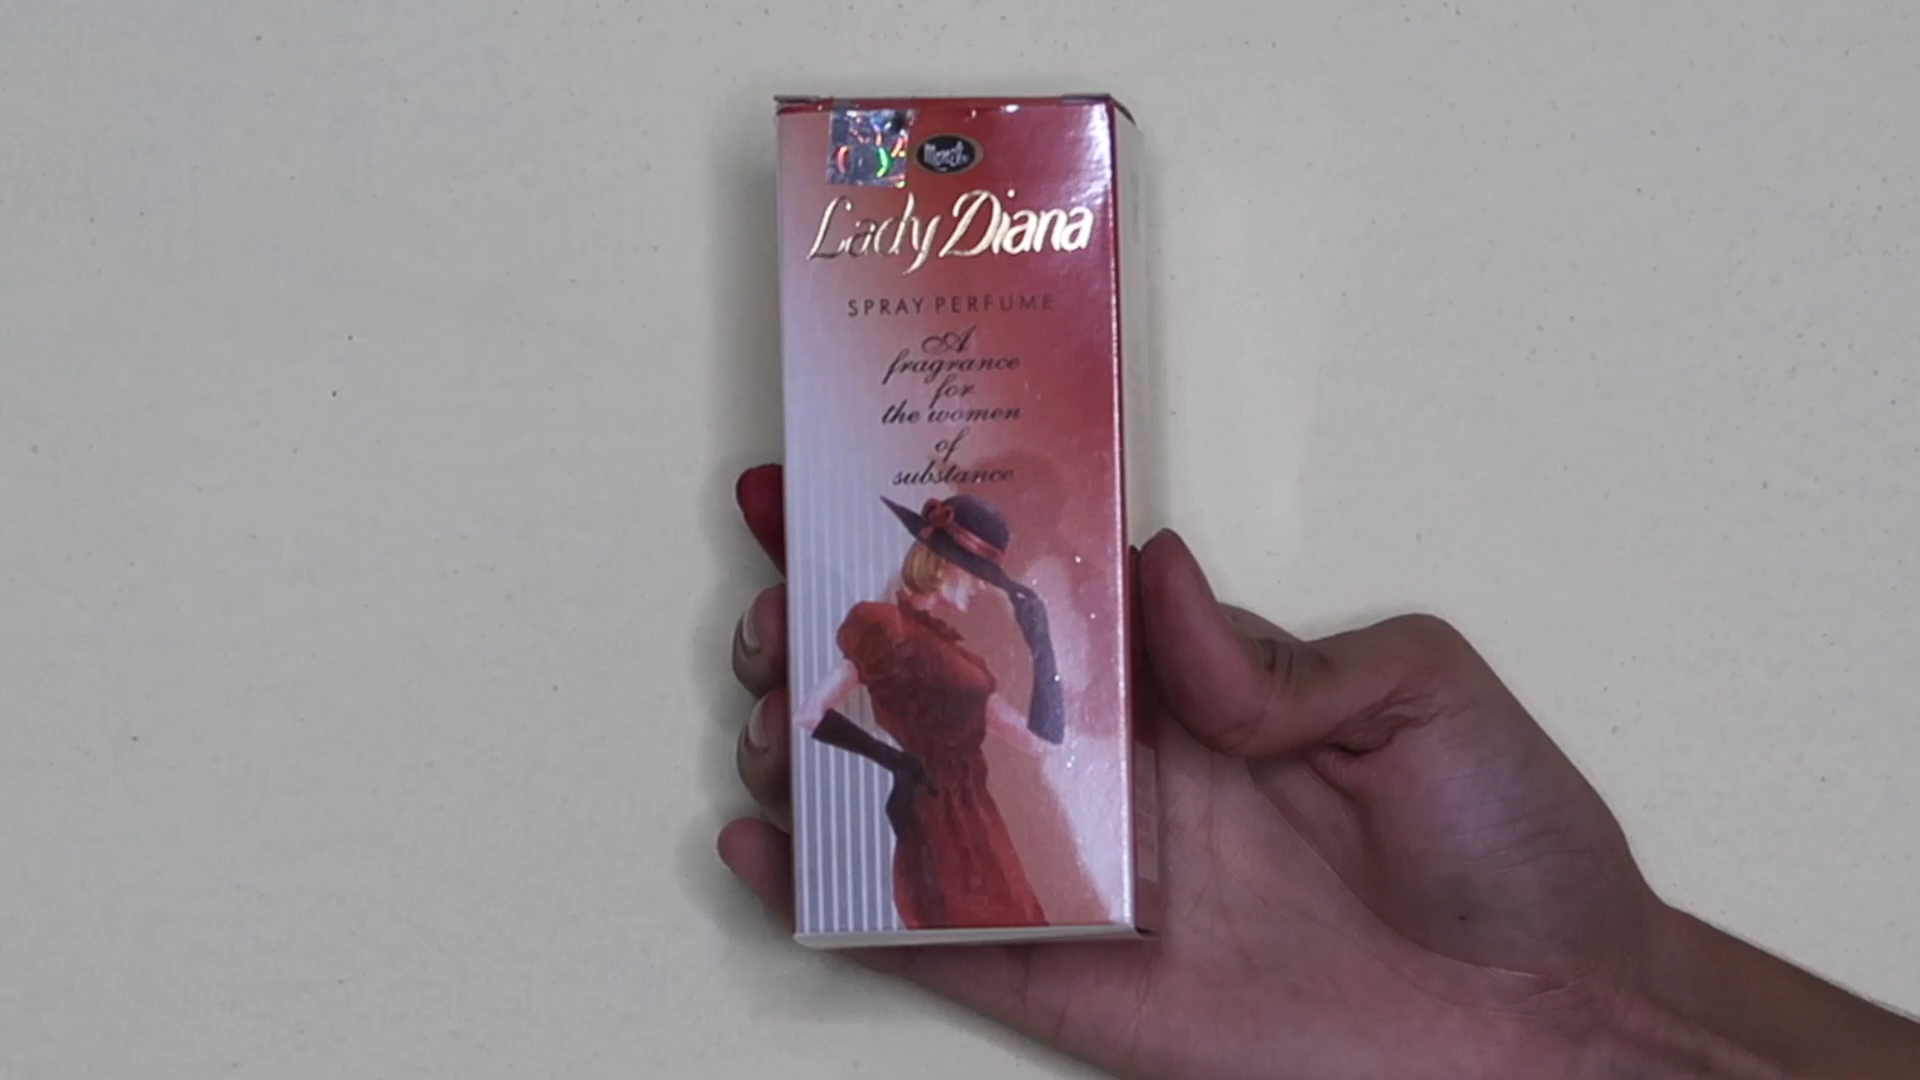 Lady Diana
SPRAY PERFUME
A
fragrance
for
the women
of
substance